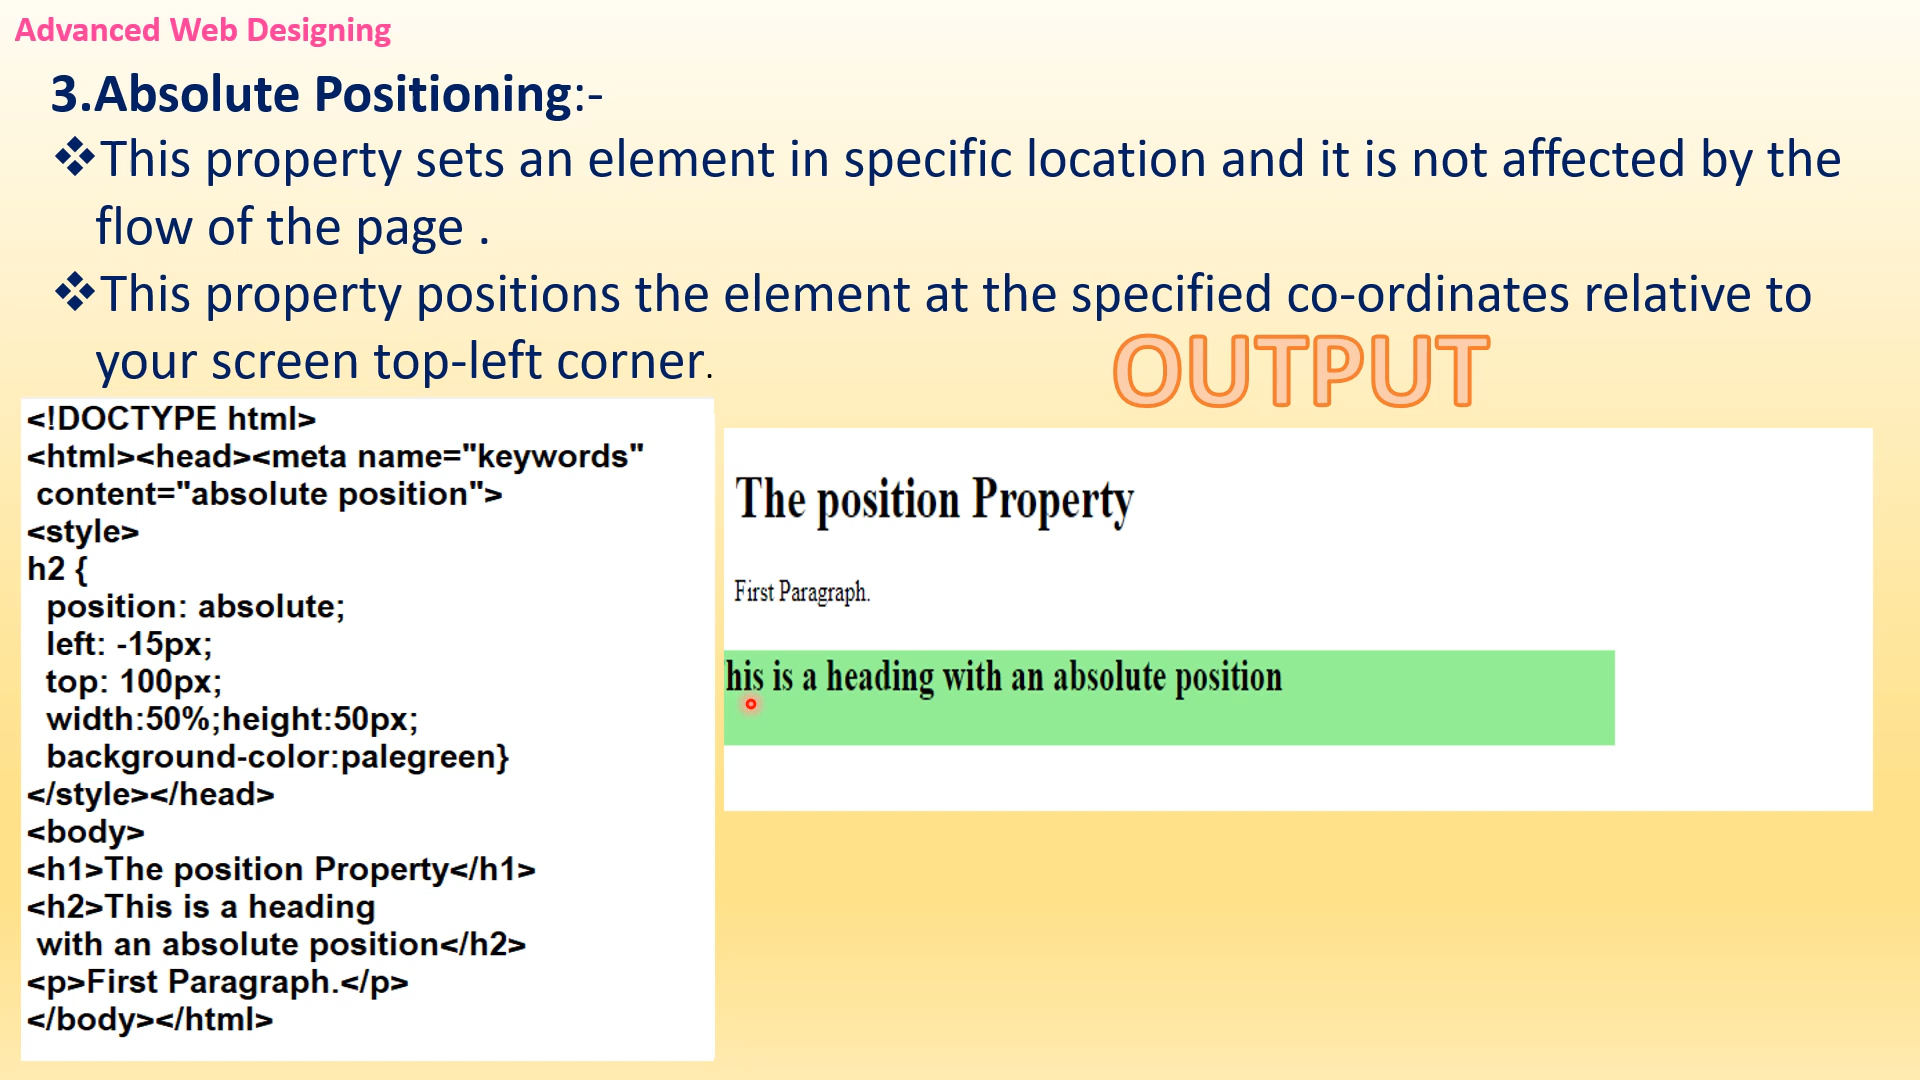 Advanced Web Designing
3.Absolute Positioning:-
❖This property sets an element in specific location and it is not affected by the
flow of the page .
❖This property positions the element at the specified co-ordinates relative to
your screen top-left corner.
OUTPUT
<!DOCTYPE html>
<html><head><meta name="keywords"
content="absolute position">
<style>
h2 {
position: absolute;
left: -15px;
top: 100px;
width:50%;height:50px;
background-color:palegreen}
</style></head>
<body>
<h1>The position Property</h1>
<h2>This is a heading
with an absolute position</h2>
<p>First Paragraph.</p>
</body></html>
The position Property
First Paragraph.
his is a heading with an absolute position